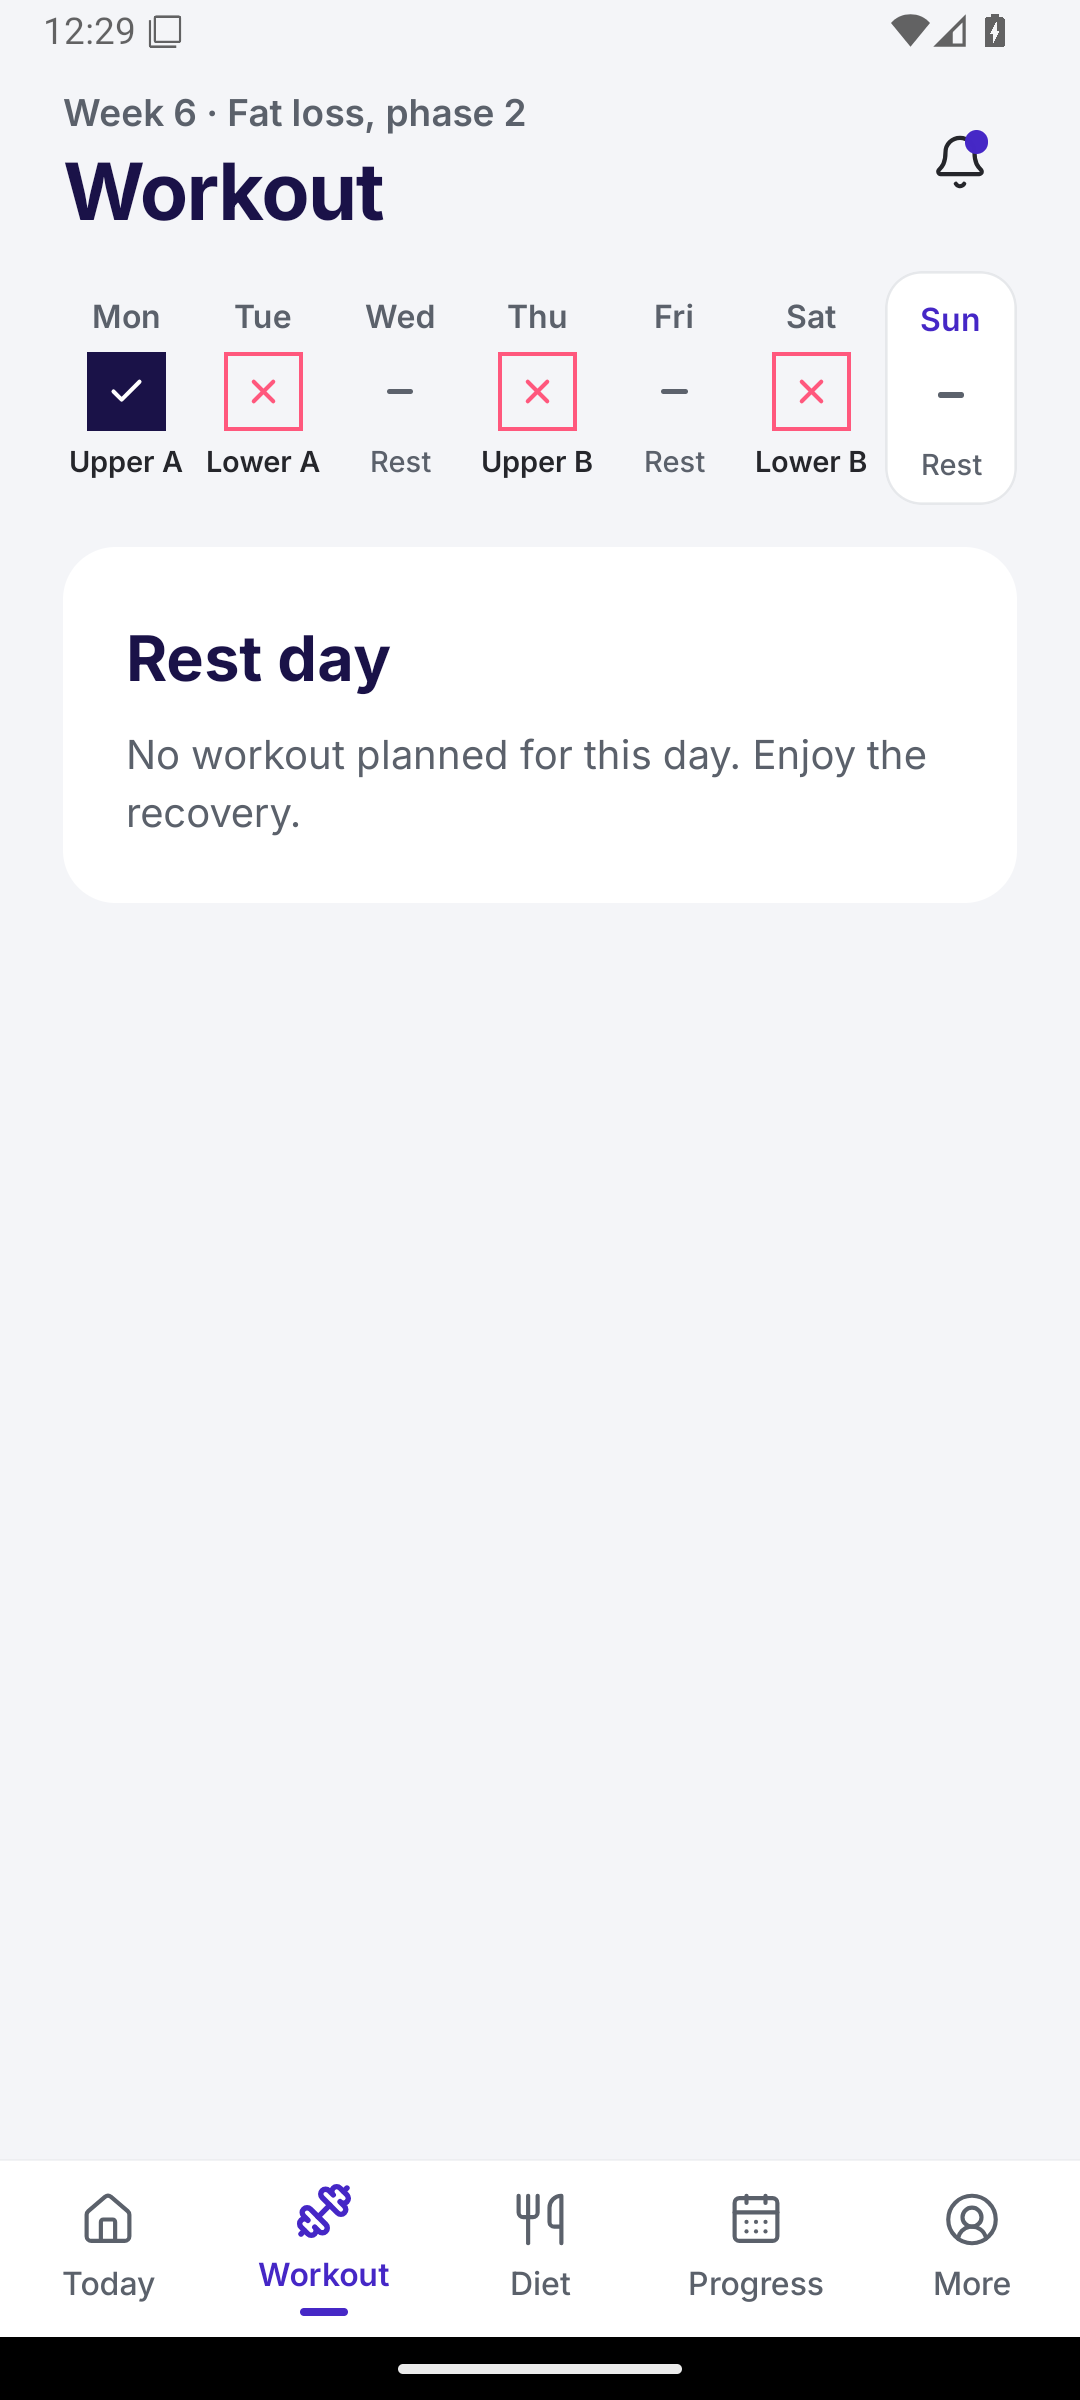 12:29
Week 6 · Fat loss, phase 2
Workout
Mon Tue Wed Thu Fri Sat Sun
Upper A Lower A Rest Upper B Rest Lower B Rest
Rest day
No workout planned for this day. Enjoy the
recovery.
Today Workout Diet Progress More